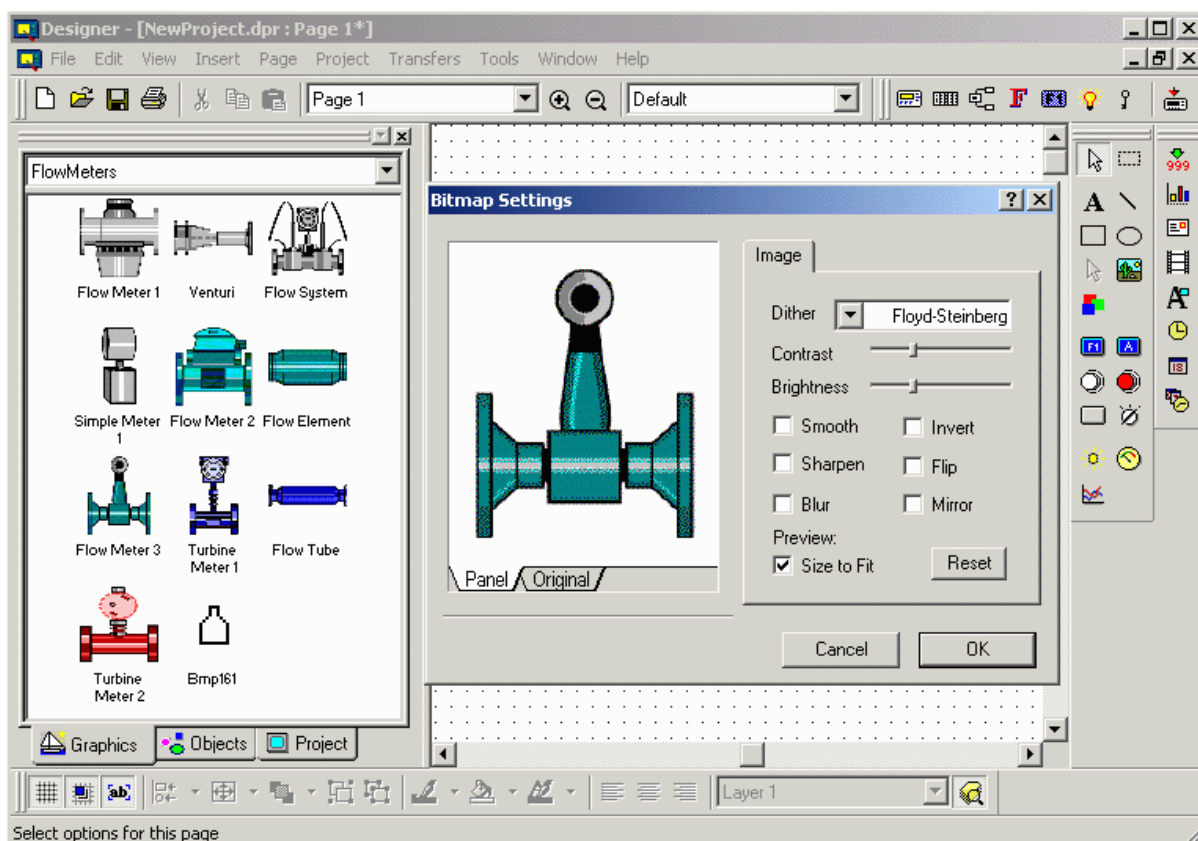 Designer - [NewProject.dpr : Page 1*]
File Edit View Insert Page Project Transfers Tools Window Help
Page 1
Default
F
F1
FlowMeters
Flow Meter 1 Venturi Flow System
Simple Meter 1
Flow Meter 2 Flow Element
Flow Meter 3
Turbine Meter 1
Flow Tube
Turbine Meter 2
Bmp161
Graphics Objects Project
Bitmap Settings
Panel Original
Image
Dither Floyd-Steinberg
Contrast
Brightness
Smooth Invert
Sharpen Flip
Blur Mirror
Preview:
Size to Fit Reset
Cancel OK
999
A
A
F1 A
18
ab
Layer 1
Select options for this page